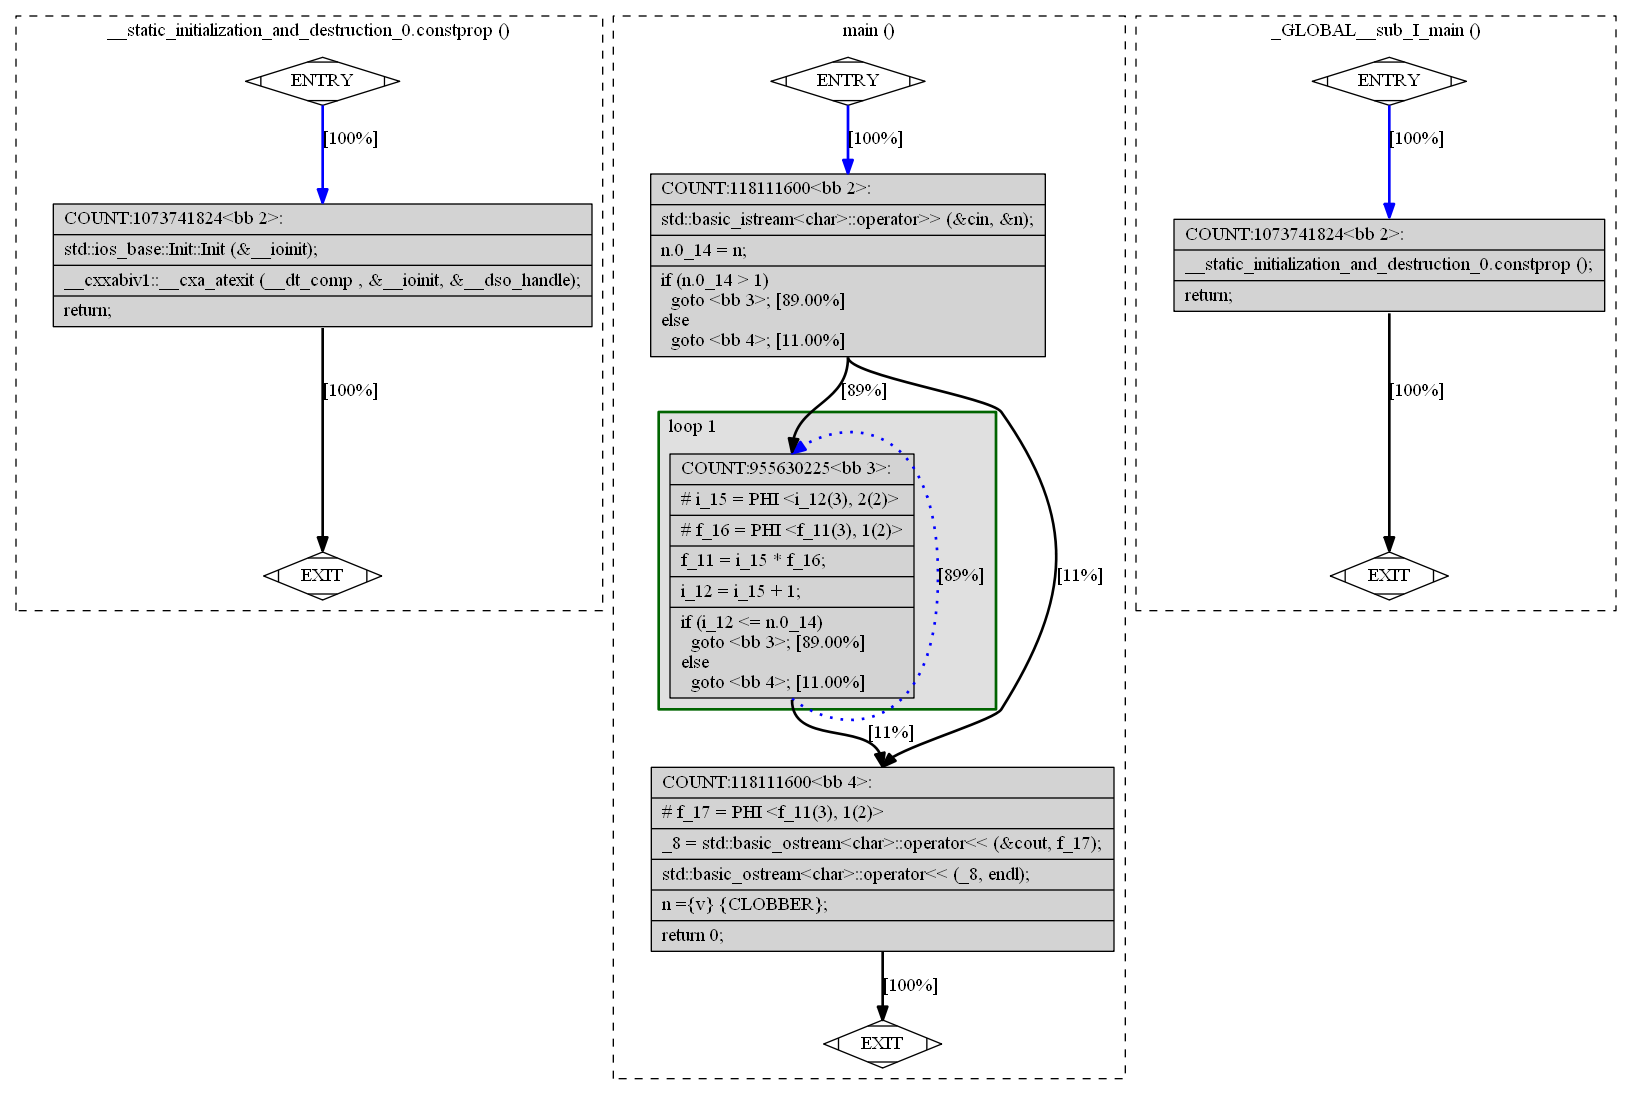 __static_initialization_and_destruction_0.constprop ()
ENTRY
[100%]
COUNT:1073741824<bb 2>:
std::ios_base::Init::Init (&__ioinit);
__cxxabiv1::__cxa_atexit (__dt_comp , &__ioinit, &__dso_handle);
return;
[100%]
EXIT
main ()
ENTRY
[100%]
COUNT:118111600<bb 2>:
std::basic_istream<char>::operator>> (&cin, &n);
n.0_14 = n;
if (n.0_14 > 1)
goto <bb 3>; [89.00%]
else
goto <bb 4>; [11.00%]
[89%]
loop 1
COUNT:955630225<bb 3>:
# i_15 = PHI <i_12(3), 2(2)>
# f_16 = PHI <f_11(3), 1(2)>
f_11 = i_15 * f_16;
i_12 = i_15 + 1;
if (i_12 <= n.0_14)
goto <bb 3>; [89.00%]
else
goto <bb 4>; [11.00%]
[89%]
[11%]
[11%]
COUNT:118111600<bb 4>:
# f_17 = PHI <f_11(3), 1(2)>
_8 = std::basic_ostream<char>::operator<< (&cout, f_17);
std::basic_ostream<char>::operator<< (_8, endl);
n ={v} {CLOBBER};
return 0;
[100%]
EXIT
_GLOBAL__sub_I_main ()
ENTRY
[100%]
COUNT:1073741824<bb 2>:
__static_initialization_and_destruction_0.constprop ();
return;
[100%]
EXIT